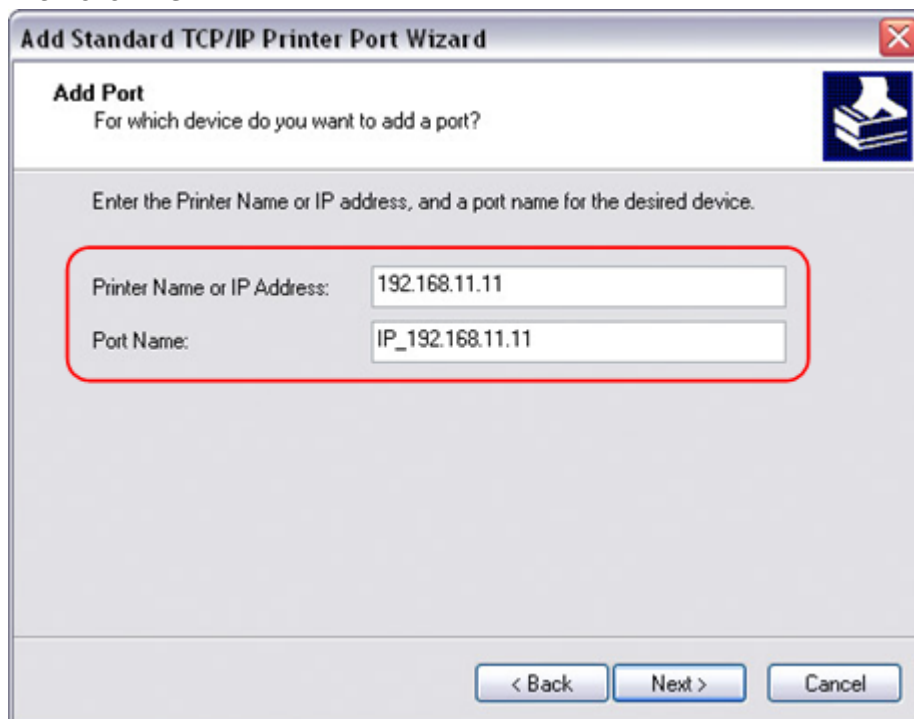 Add Standard TCP/IP Printer Port Wizard
Add Port
For which device do you want to add a port?
Enter the Printer Name or IP address, and a port name for the desired device.
Printer Name or IP Address: 192.168.11.11
Port Name: IP_192.168.11.11
< Back Next > Cancel